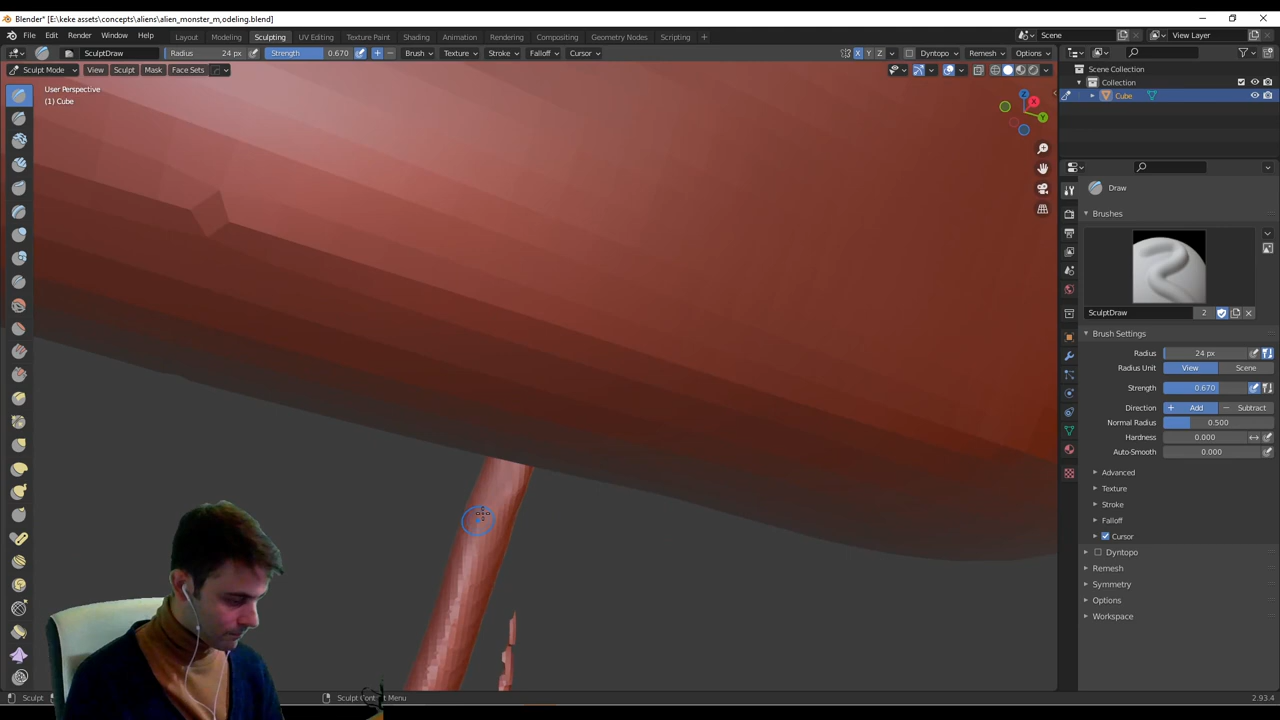 Blender* [E:\keke assets\concepts\aliens\alien_monster_m,odeling.blend]
File Edit Render Window Help Layout Modeling Sculpting UV Editing Texture Paint Shading Animation Rendering Compositing Geometry Nodes Scripting Scene View Layer
SculptDraw Radius 24 px Strength 0.670 Brush Texture Stroke Falloff Cursor X Y Z Dyntopo Remesh Options
Sculpt Mode View Sculpt Mask Face Sets
User Perspective
(1) Cube
Z
X
Y
Scene Collection
Collection
Cube
Draw
Brushes
SculptDraw 2
Brush Settings
Radius 24 px
Radius Unit View Scene
Strength 0.670
Direction + Add − Subtract
Normal Radius 0.500
Hardness 0.000
Auto-Smooth 0.000
Advanced
Texture
Stroke
Falloff
Cursor
Dyntopo
Remesh
Symmetry
Options
Workspace
Sculpt Sculpt Context Menu 2.93.4